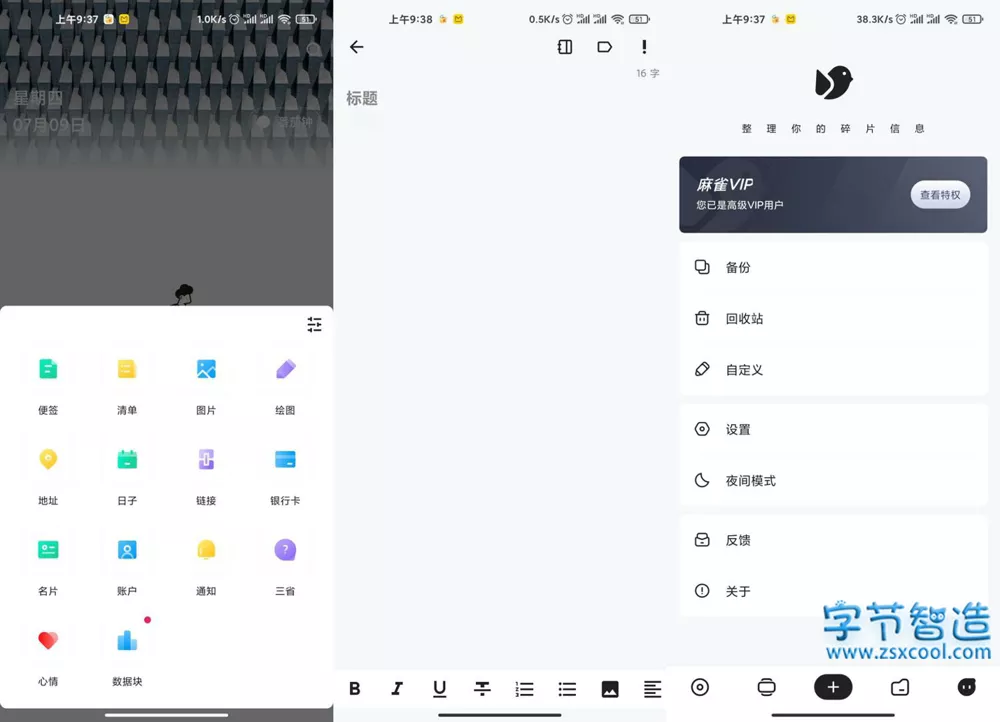 上午9:37
1.0K/s
51
星期四
07月09日
番茄钟
便签
清单
图片
绘图
地址
日子
链接
银行卡
名片
账户
通知
三省
心情
数据块
上午9:38
0.5K/s
51
16 字
标题
B I U
上午9:37
38.3K/s
51
整理你的碎片信息
麻雀VIP
您已是高级VIP用户
查看特权
备份
回收站
自定义
设置
夜间模式
反馈
关于
字节智造
www.zsxcool.com